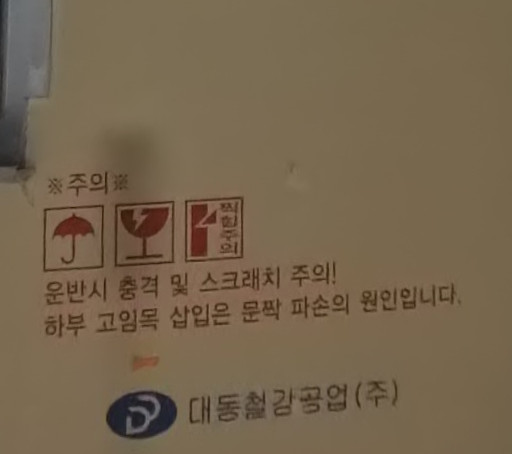 ※주의※
찍힘주의
운반시 충격 및 스크래치 주의!
하부 고임목 삽입은 문짝 파손의 원인입니다.
대동철강공업(주)